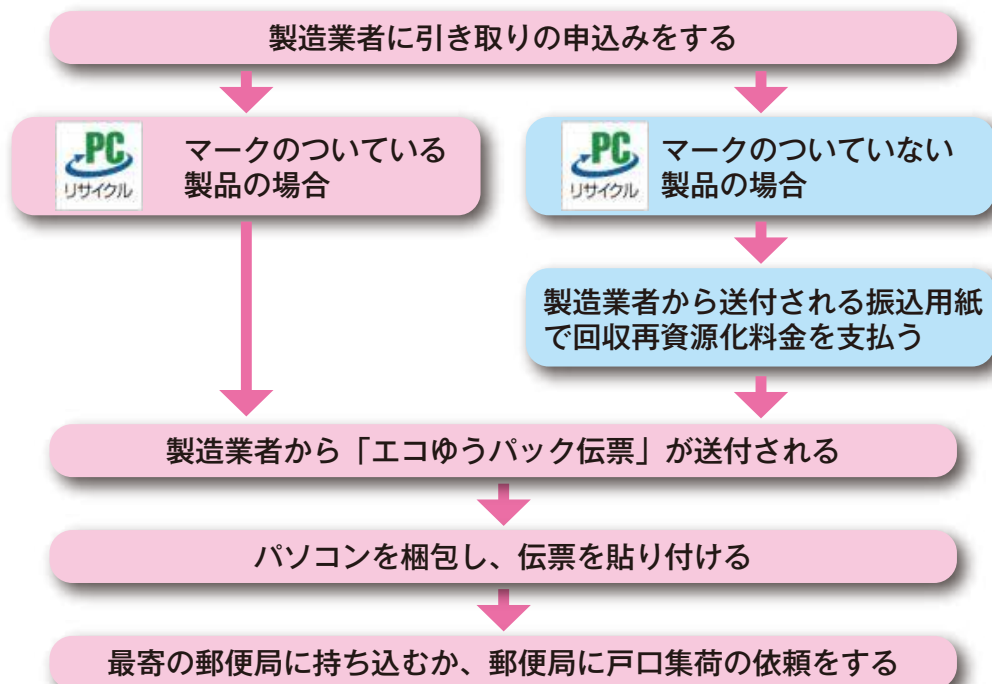 製造業者に引き取りの申込みをする
PC
リサイクル
マークのついている
製品の場合
PC
リサイクル
マークのついていない
製品の場合
製造業者から送付される振込用紙
で回収再資源化料金を支払う
製造業者から「エコゆうパック伝票」が送付される
パソコンを梱包し、伝票を貼り付ける
最寄の郵便局に持ち込むか、郵便局に戸口集荷の依頼をする